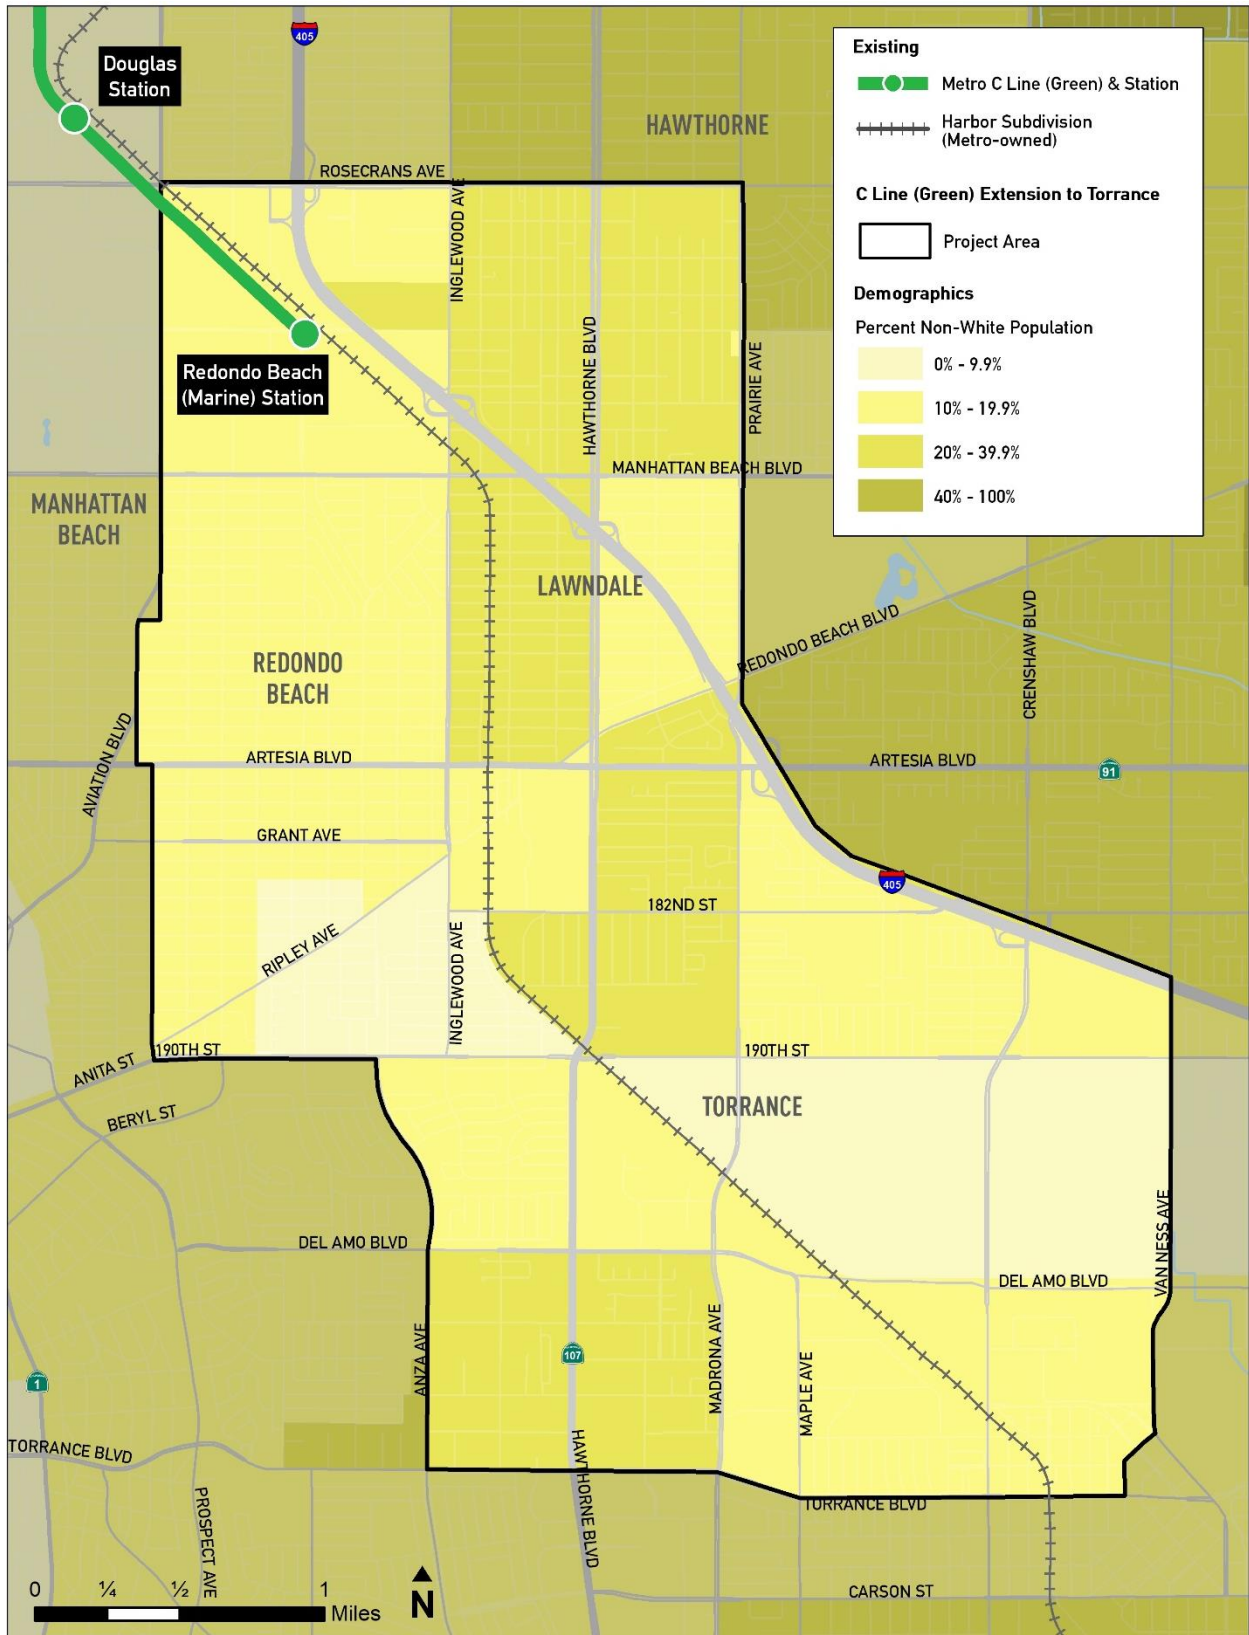 Existing
Metro C Line (Green) & Station
Harbor Subdivision
(Metro-owned)
C Line (Green) Extension to Torrance
Project Area
Demographics
Percent Non-White Population
0% - 9.9%
10% - 19.9%
20% - 39.9%
40% - 100%
405
Douglas
Station
HAWTHORNE
ROSECRANS AVE
INGLEWOOD AVE
HAWTHORNE BLVD
PRAIRIE AVE
Redondo Beach
(Marine) Station
MANHATTAN BEACH BLVD
MANHATTAN
BEACH
LAWNDALE
REDONDO BEACH BLVD
CRENSHAW BLVD
REDONDO
BEACH
AVIATION BLVD
ARTESIA BLVD
ARTESIA BLVD
91
GRANT AVE
405
182ND ST
RIPLEY AVE
INGLEWOOD AVE
190TH ST
190TH ST
ANITA ST
BERYL ST
TORRANCE
VAN NESS AVE
DEL AMO BLVD
DEL AMO BLVD
ANZA AVE
107
MADRONA AVE
MAPLE AVE
1
TORRANCE BLVD
HAWTHORNE BLVD
TORRANCE BLVD
PROSPECT AVE
CARSON ST
0 ¼ ½ 1
Miles
N